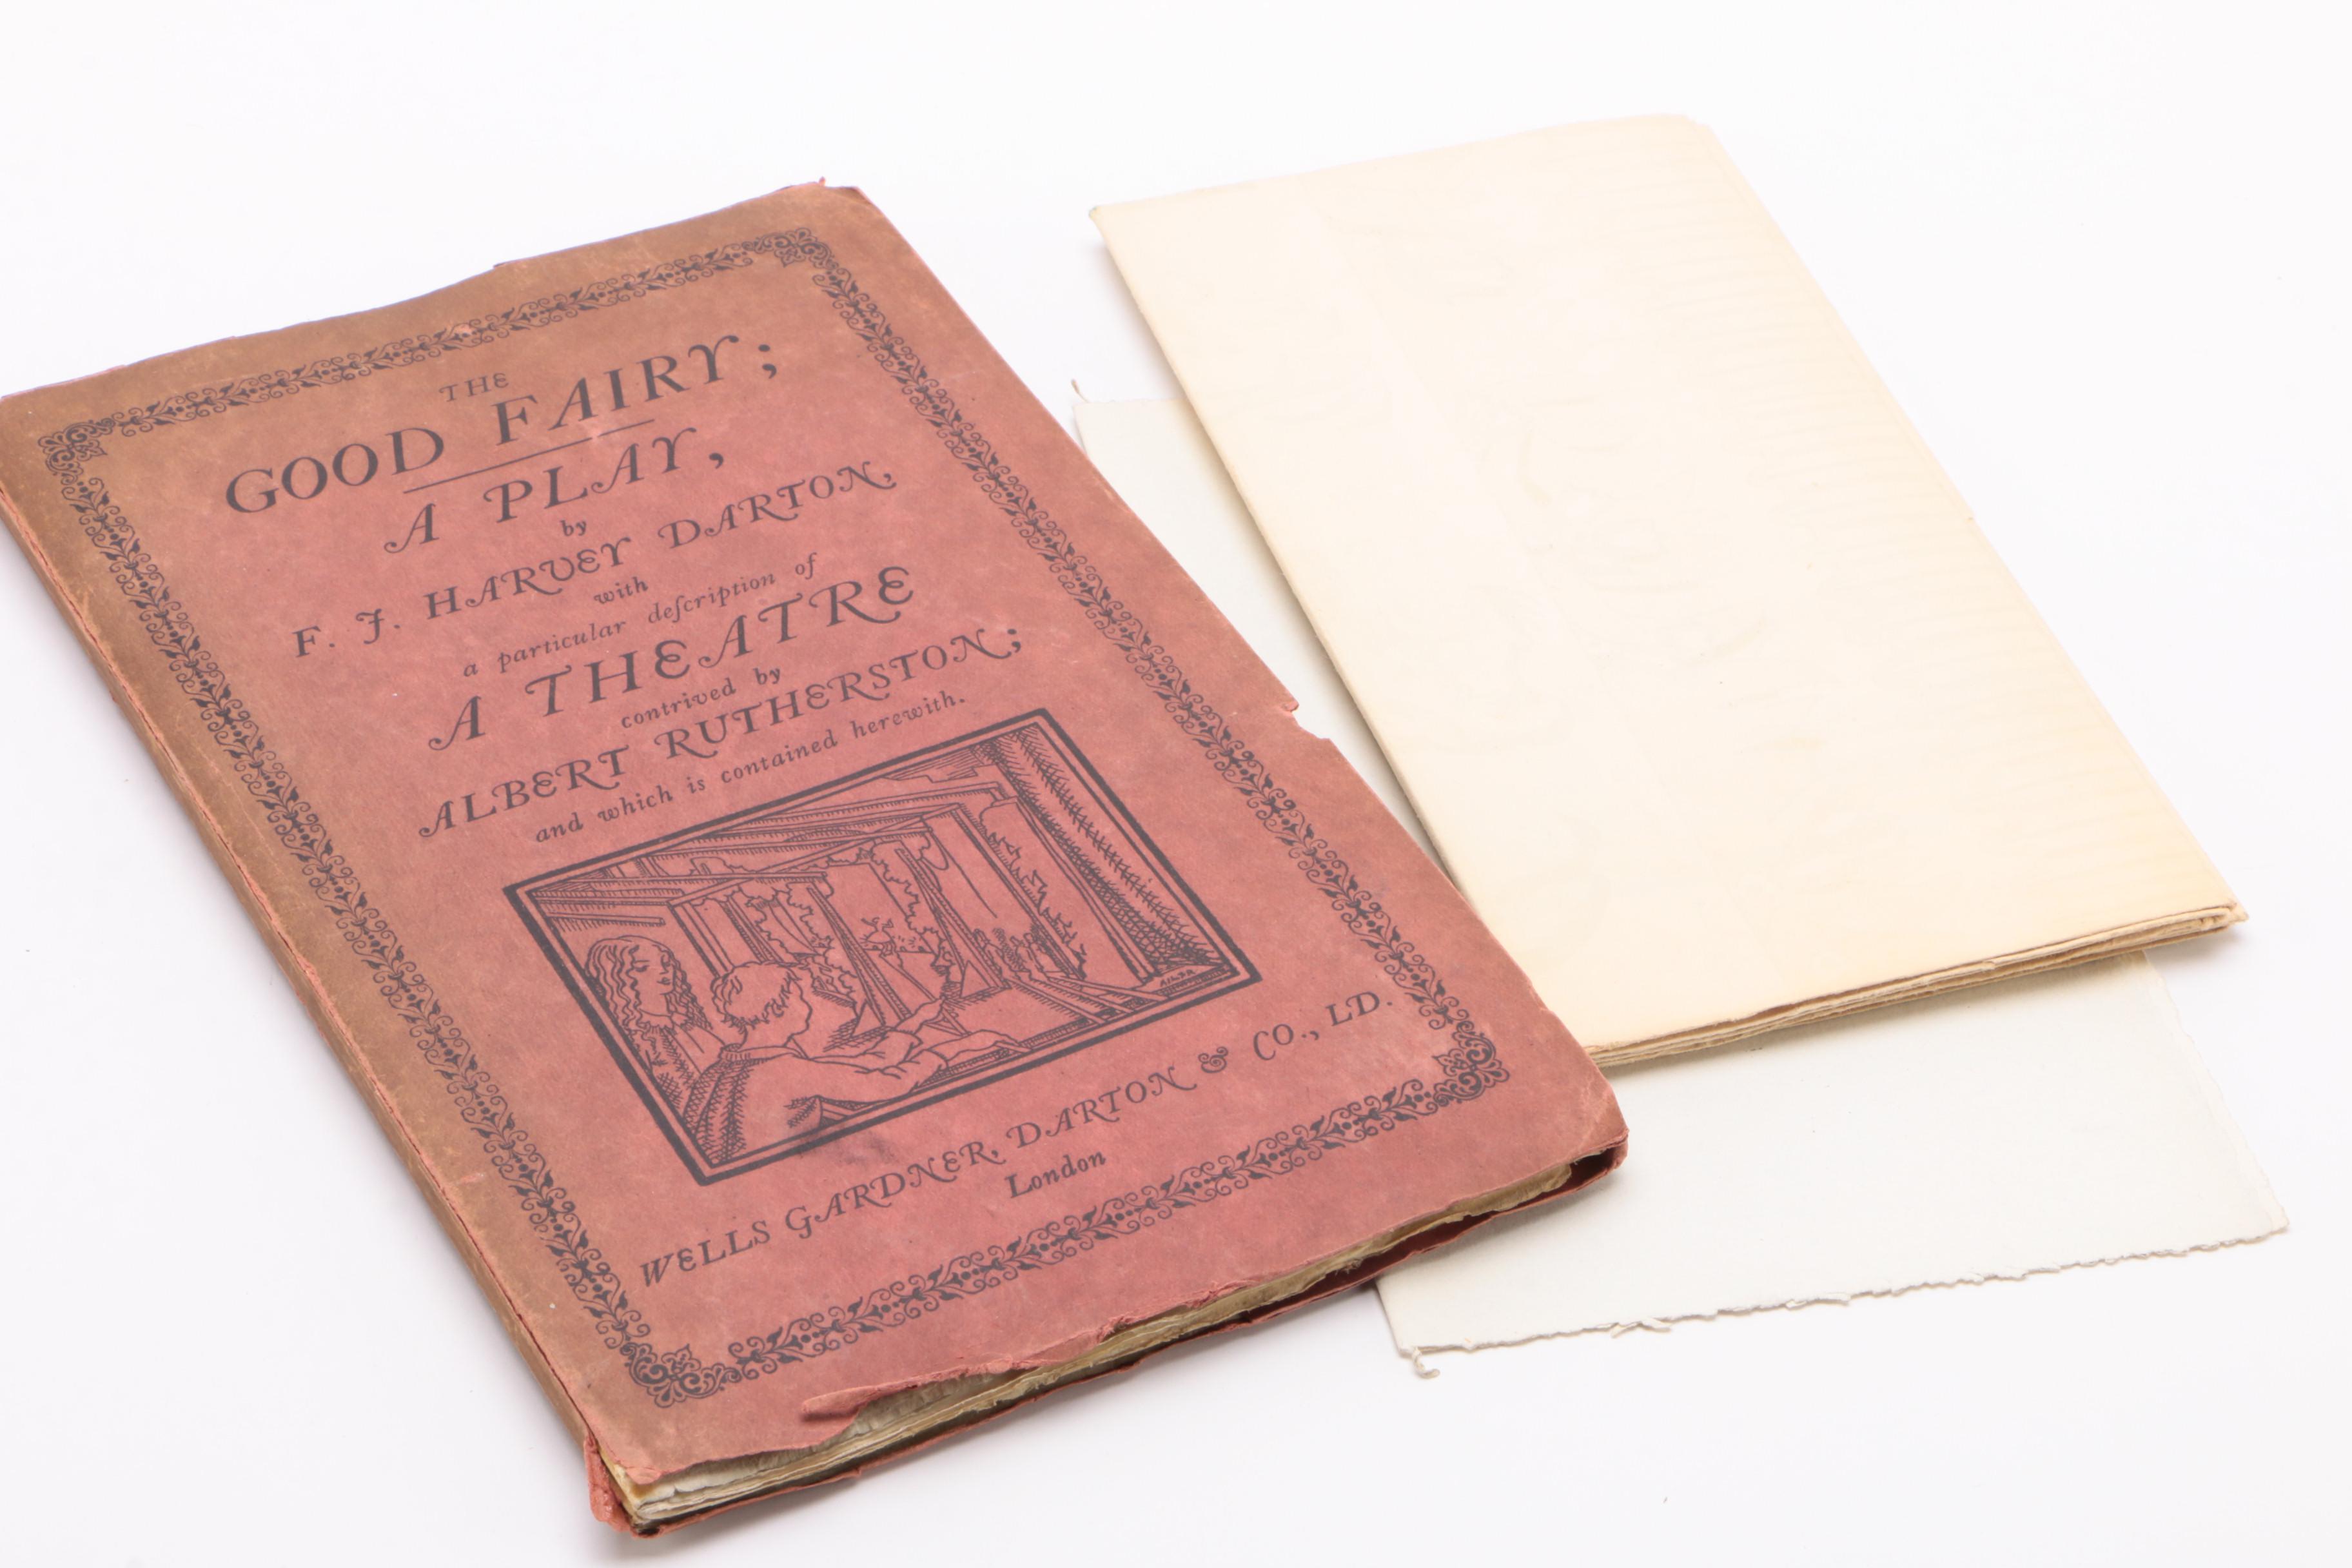 THE
GOOD FAIRY;
A PLAY,
by
F. J. HARVEY DARTON,
with
a particular deſcription of
A THEATRE
contrived by
ALBERT RUTHERSTON;
and which is contained herewith.
WELLS GARDNER, DARTON & CO., LD.
London